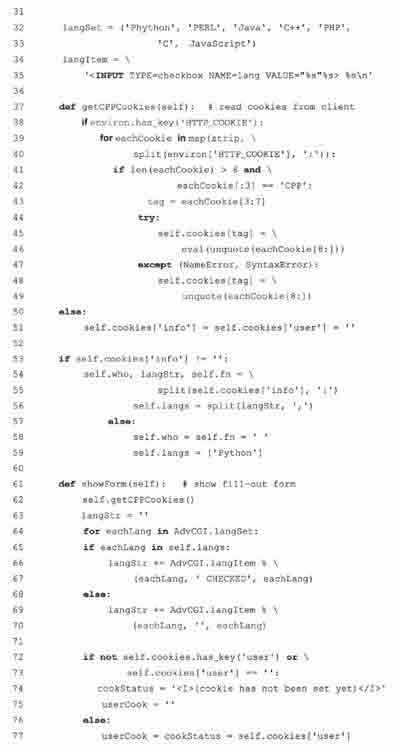 31
32 langSet = ('Phython', 'PERL', 'Java', 'C++', 'PHP',
33 'C', JavaScript')
34 langItem = \
35 '<INPUT TYPE=checkbox NAME=lang VALUE="%s"%s> %s\n'
36
37 def getCPPCookies(self): # read cookies from client
38 if environ.has_key('HTTP_COOKIE'):
39 for eachCookie in map(strip, \
40 split(environ['HTTP_COOKIE'], ';')):
41 if len(eachCookie) > 6 and \
42 eachCookie[:3] == 'CPP':
43 tag = eachCookie[3:7]
44 try:
45 self.cookies[tag] = \
46 eval(unquote(eachCookie[8:]))
47 except (NameError, SyntaxError):
48 self.cookies[tag] = \
49 unquote(eachCookie[8:])
50 else:
51 self.cookies['info'] = self.cookies['user'] = ''
52
53 if self.cookies['info'] != '':
54 self.who, langStr, self.fn = \
55 split(self.cookies['info'], ':')
56 self.langs = split(langStr, ',')
57 else:
58 self.who = self.fn = ' '
59 self.langs = ['Python']
60
61 def showForm(self): # show fill-out form
62 self.getCPPCookies()
63 langStr = ''
64 for eachLang in AdvCGI.langSet:
65 if eachLang in self.langs:
66 langStr += AdvCGI.langItem % \
67 (eachLang, ' CHECKED', eachLang)
68 else:
69 langStr += AdvCGI.langItem % \
70 (eachLang, '', eachLang)
71
72 if not self.cookies.has_key('user') or \
73 self.cookies['user'] == '':
74 cookStatus = '<I>(cookie has not been set yet)</I>'
75 userCook = ''
76 else:
77 userCook = cookStatus = self.cookies['user']